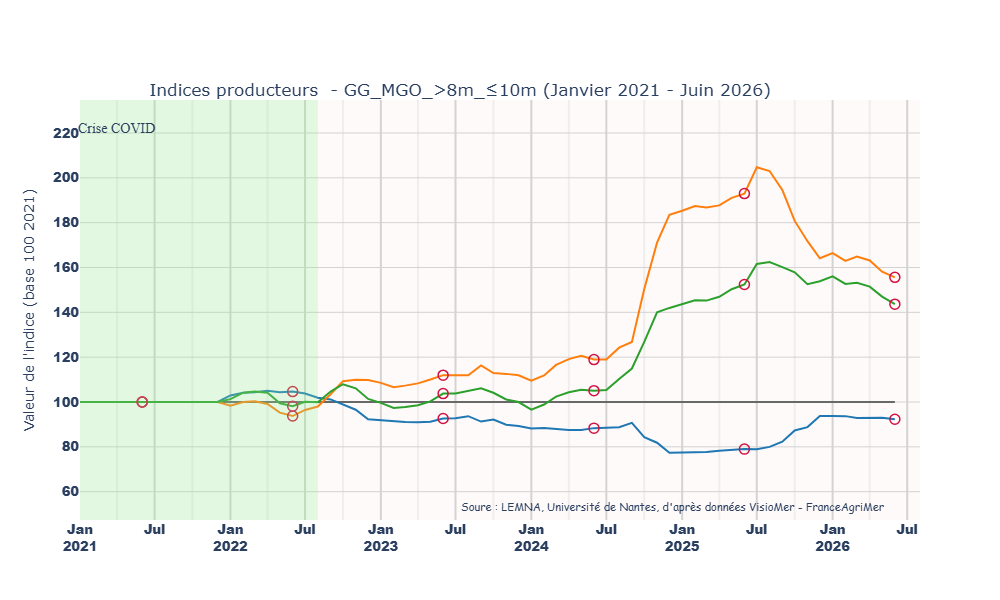 Indices producteurs - GG_MGO_>8m_≤10m (Janvier 2021 - Juin 2026)
Crise COVID
Valeur de l'indice (base 100 2021)
220
200
180
160
140
120
100
80
60
Soure : LEMNA, Université de Nantes, d'après données VisioMer - FranceAgriMer
Jan Jul Jan Jul Jan Jul Jan Jul Jan Jul Jan Jul
2021 2022 2023 2024 2025 2026